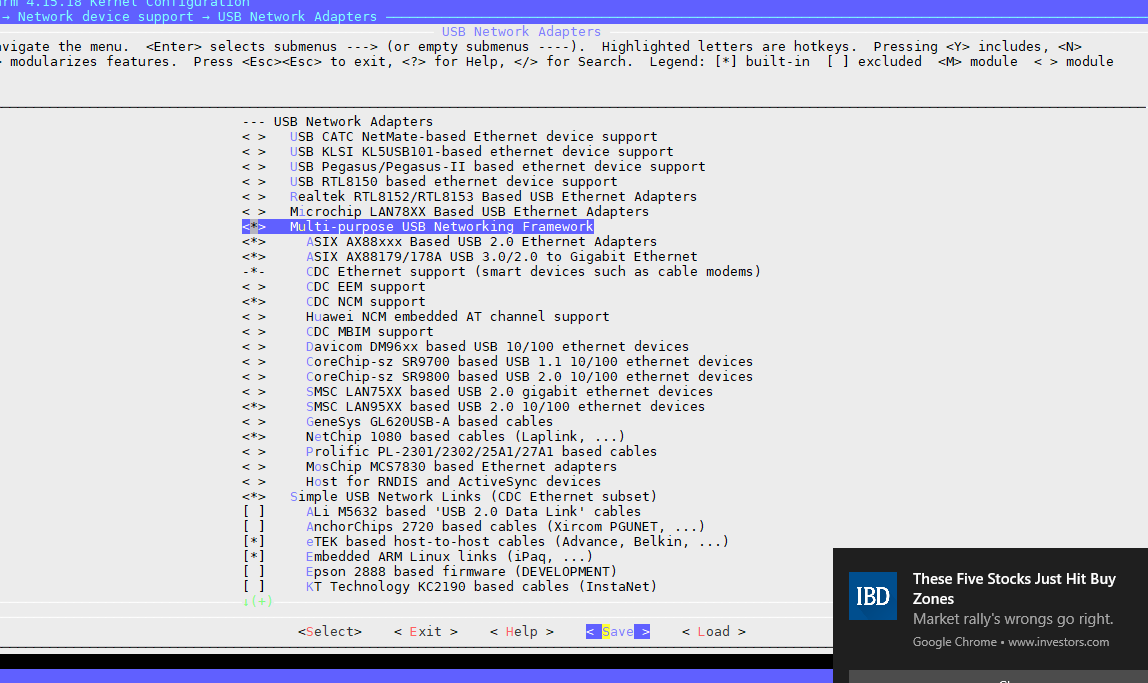 arm 4.15.18 Kernel Configuration
→ Network device support → USB Network Adapters
USB Network Adapters
avigate the menu.  <Enter> selects submenus ---> (or empty submenus ----).  Highlighted letters are hotkeys.  Pressing <Y> includes, <N>
> modularizes features.  Press <Esc><Esc> to exit, <?> for Help, </> for Search.  Legend: [*] built-in  [ ] excluded  <M> module  < > module
--- USB Network Adapters
< >   USB CATC NetMate-based Ethernet device support
< >   USB KLSI KL5USB101-based ethernet device support
< >   USB Pegasus/Pegasus-II based ethernet device support
< >   USB RTL8150 based ethernet device support
< >   Realtek RTL8152/RTL8153 Based USB Ethernet Adapters
< >   Microchip LAN78XX Based USB Ethernet Adapters
<*>   Multi-purpose USB Networking Framework
<*>     ASIX AX88xxx Based USB 2.0 Ethernet Adapters
<*>     ASIX AX88179/178A USB 3.0/2.0 to Gigabit Ethernet
-*-     CDC Ethernet support (smart devices such as cable modems)
< >     CDC EEM support
<*>     CDC NCM support
< >     Huawei NCM embedded AT channel support
< >     CDC MBIM support
< >     Davicom DM96xx based USB 10/100 ethernet devices
< >     CoreChip-sz SR9700 based USB 1.1 10/100 ethernet devices
< >     CoreChip-sz SR9800 based USB 2.0 10/100 ethernet devices
< >     SMSC LAN75XX based USB 2.0 gigabit ethernet devices
<*>     SMSC LAN95XX based USB 2.0 10/100 ethernet devices
< >     GeneSys GL620USB-A based cables
<*>     NetChip 1080 based cables (Laplink, ...)
< >     Prolific PL-2301/2302/25A1/27A1 based cables
< >     MosChip MCS7830 based Ethernet adapters
< >     Host for RNDIS and ActiveSync devices
<*>   Simple USB Network Links (CDC Ethernet subset)
[ ]     ALi M5632 based 'USB 2.0 Data Link' cables
[ ]     AnchorChips 2720 based cables (Xircom PGUNET, ...)
[*]     eTEK based host-to-host cables (Advance, Belkin, ...)
[*]     Embedded ARM Linux links (iPaq, ...)
[ ]     Epson 2888 based firmware (DEVELOPMENT)
[ ]     KT Technology KC2190 based cables (InstaNet)
↓(+)
<Select>    < Exit >    < Help >    < Save >    < Load >
IBD
These Five Stocks Just Hit Buy
Zones
Market rally's wrongs go right.
Google Chrome • www.investors.com